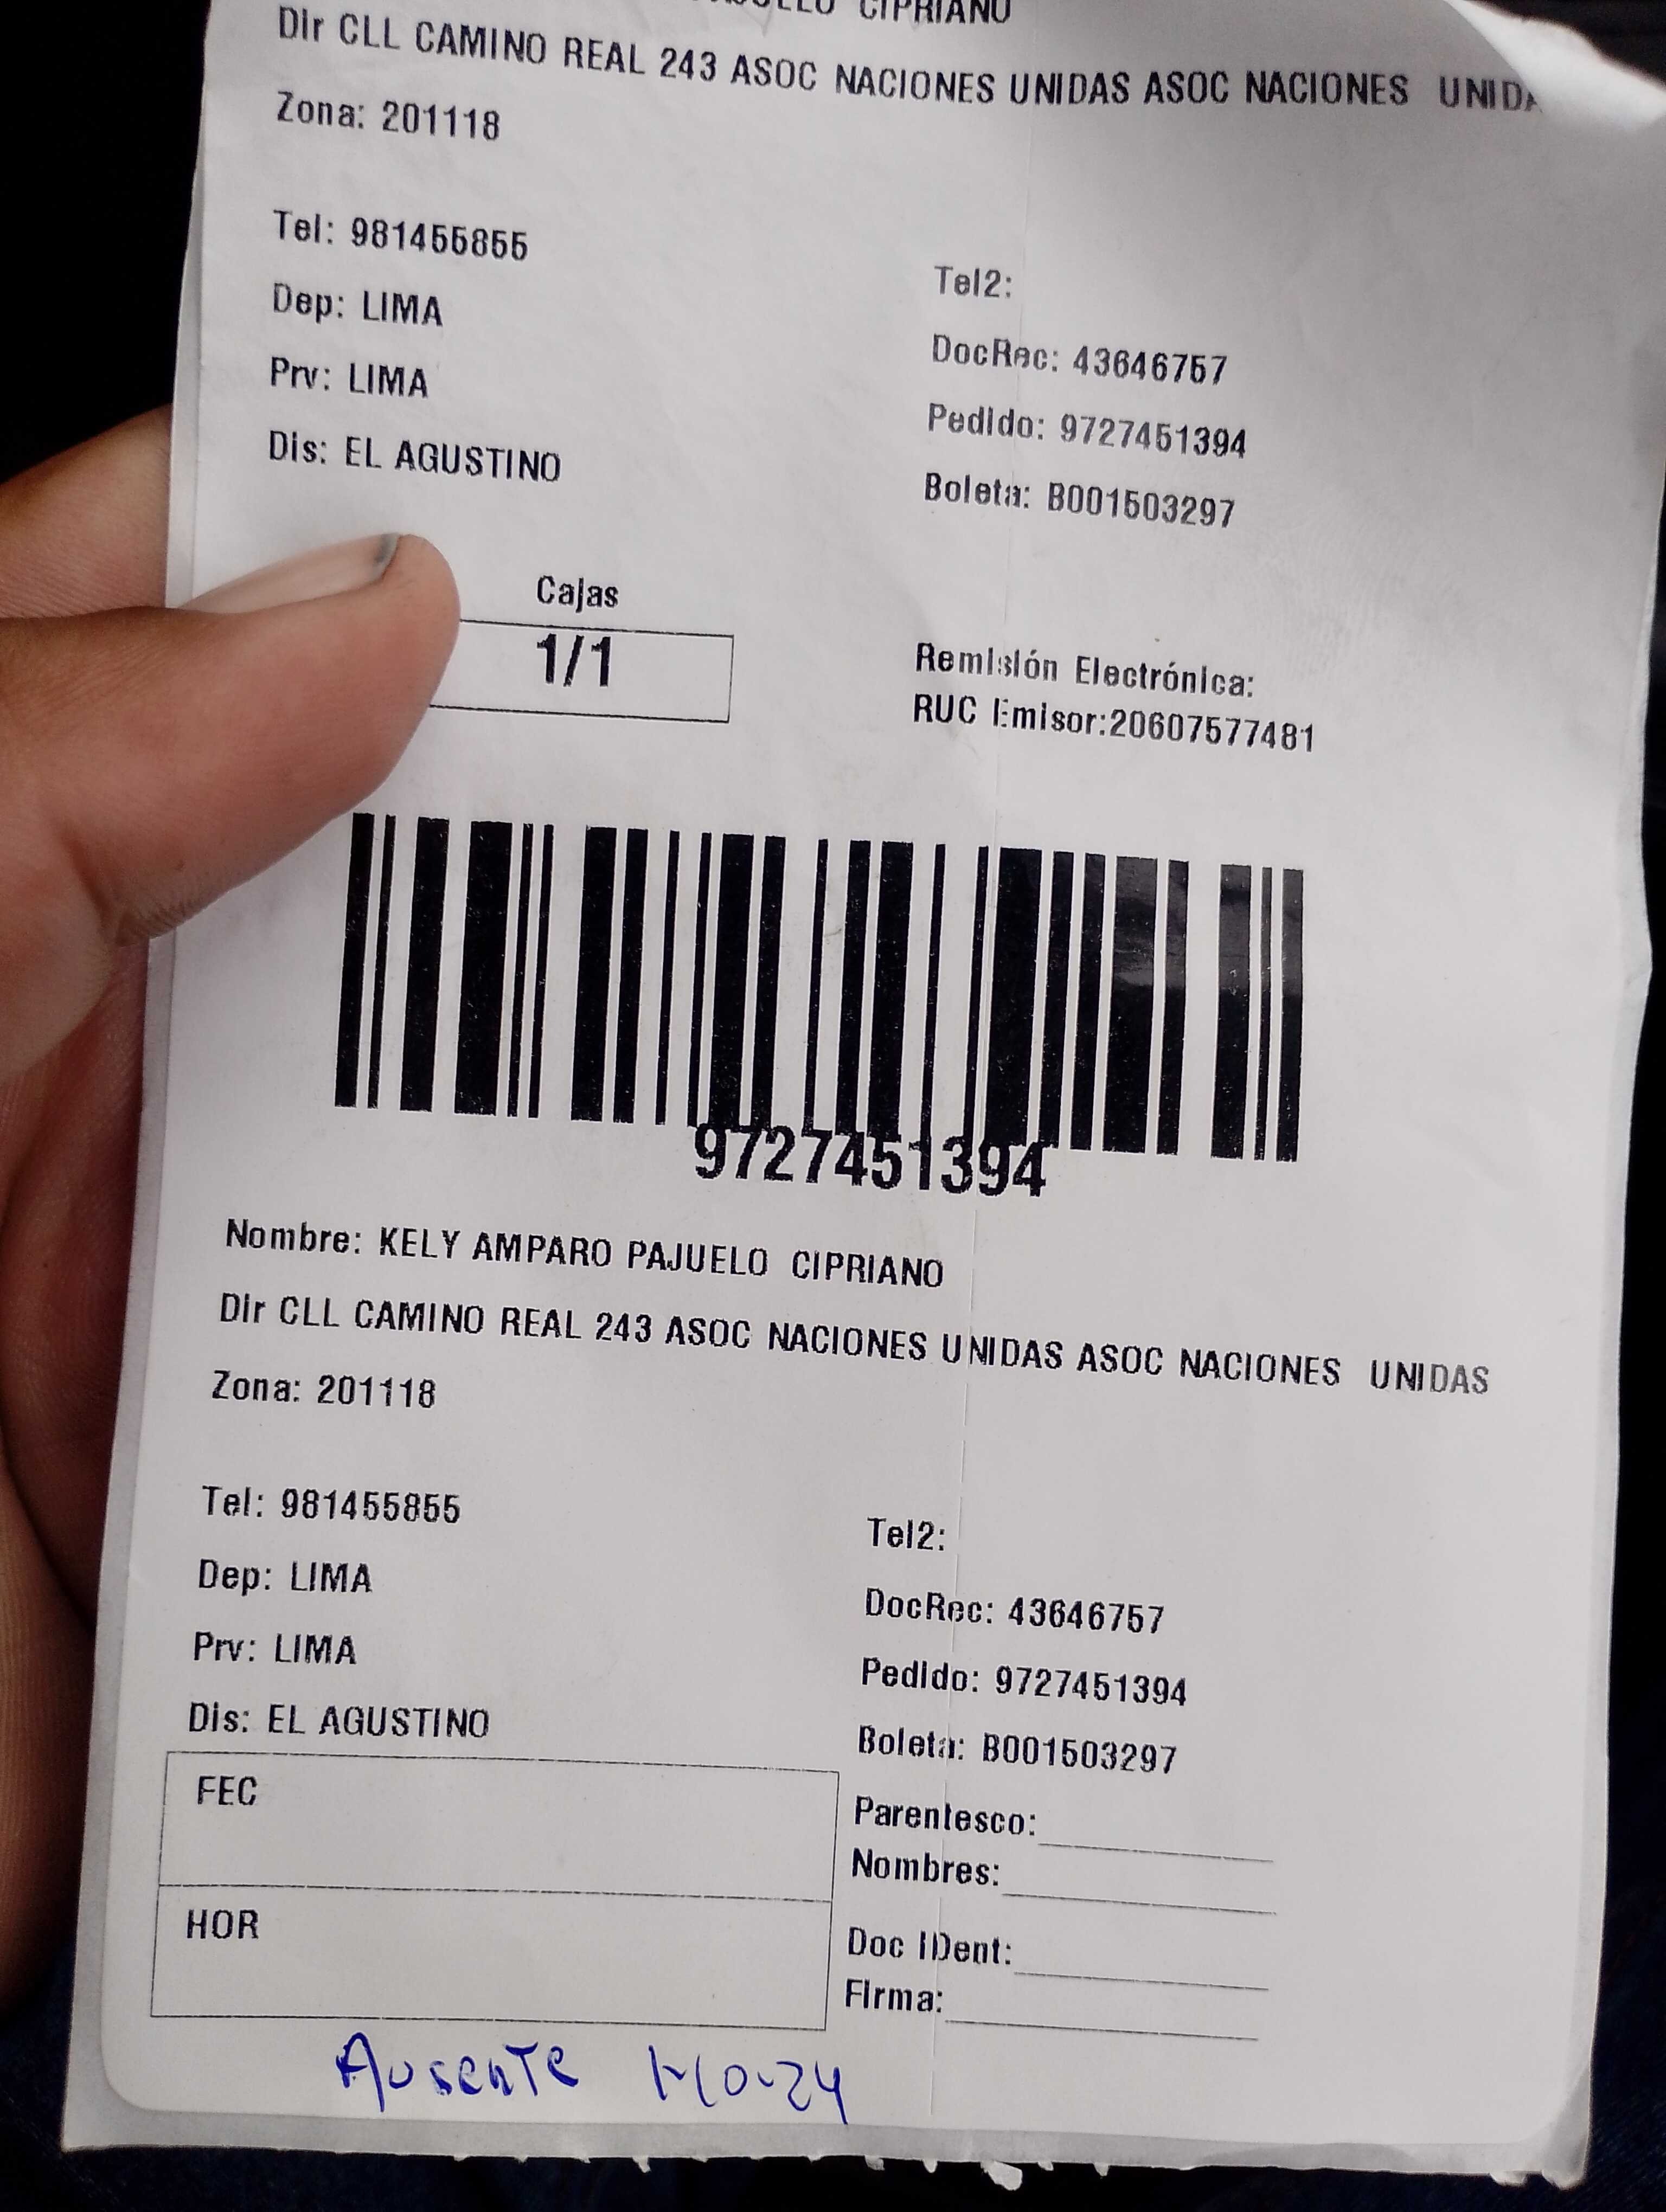 CIPRIANO
Dir CLL CAMINO REAL 243 ASOC NACIONES UNIDAS ASOC NACIONES UNIDA
Zona: 201118
Tel: 981455855
Tel2:
Dep: LIMA
DocRec: 43646757
Prv: LIMA
Pedido: 9727451394
Dis: EL AGUSTINO
Boleta: B001503297
Cajas
1/1
Remisión Electrónica:
RUC Emisor:20607577481
9727451394
Nombre: KELY AMPARO PAJUELO CIPRIANO
Dir CLL CAMINO REAL 243 ASOC NACIONES UNIDAS ASOC NACIONES UNIDAS
Zona: 201118
Tel: 981455855
Tel2:
Dep: LIMA
DocRec: 43646757
Prv: LIMA
Pedido: 9727451394
Dis: EL AGUSTINO
Boleta: B001503297
FEC
Parentesco:
Nombres:
HOR
Doc IDent:
Firma:
Ausente 1-10-24